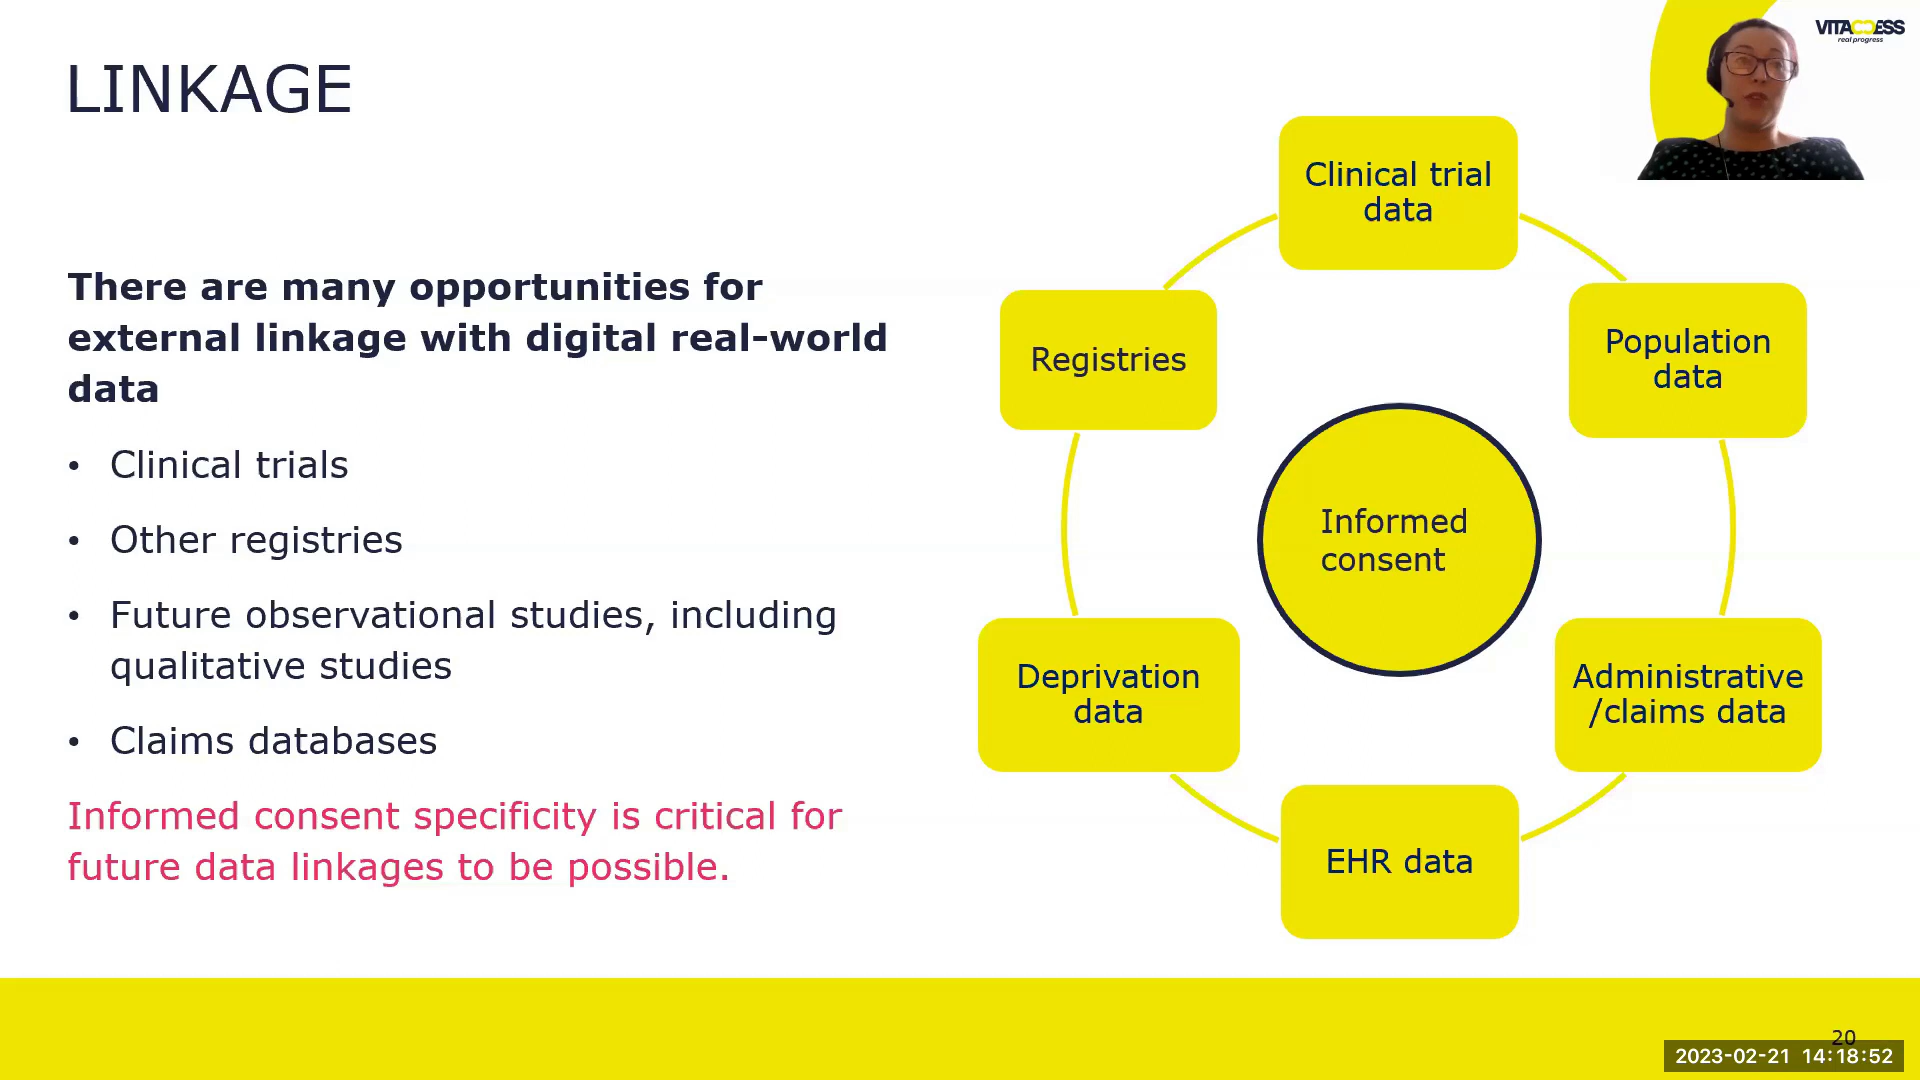 LINKAGE
There are many opportunities for
external linkage with digital real-world
data
• Clinical trials
• Other registries
• Future observational studies, including
qualitative studies
• Claims databases
Informed consent specificity is critical for
future data linkages to be possible.
VITACCESS
real progress
Clinical trial
data
Registries
Population
data
Informed
consent
Deprivation
data
Administrative
/claims data
EHR data
20
2023-02-21 14:18:52